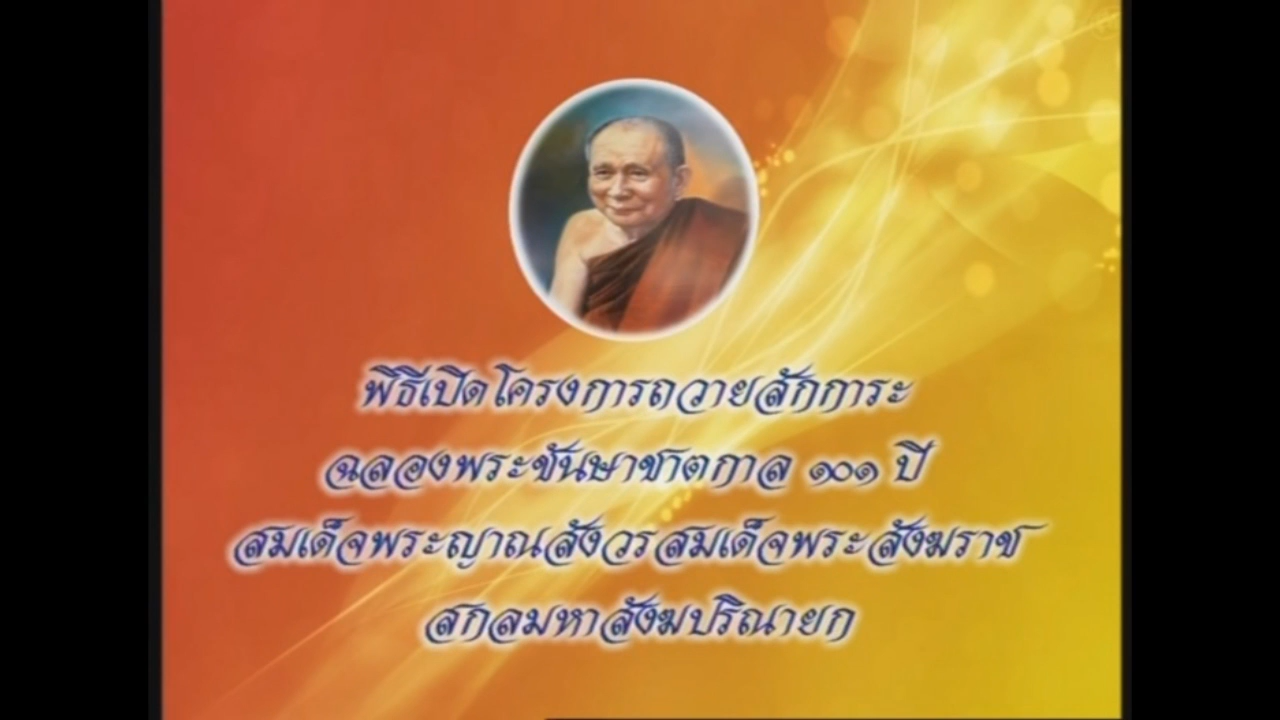 พิธีเปิดโครงการถวายสักการะ
ฉลองพระชันษาชาตกาล ๑๐๑ ปี
สมเด็จพระญาณสังวรสมเด็จพระสังฆราช
สกลมหาสังฆปริณายก